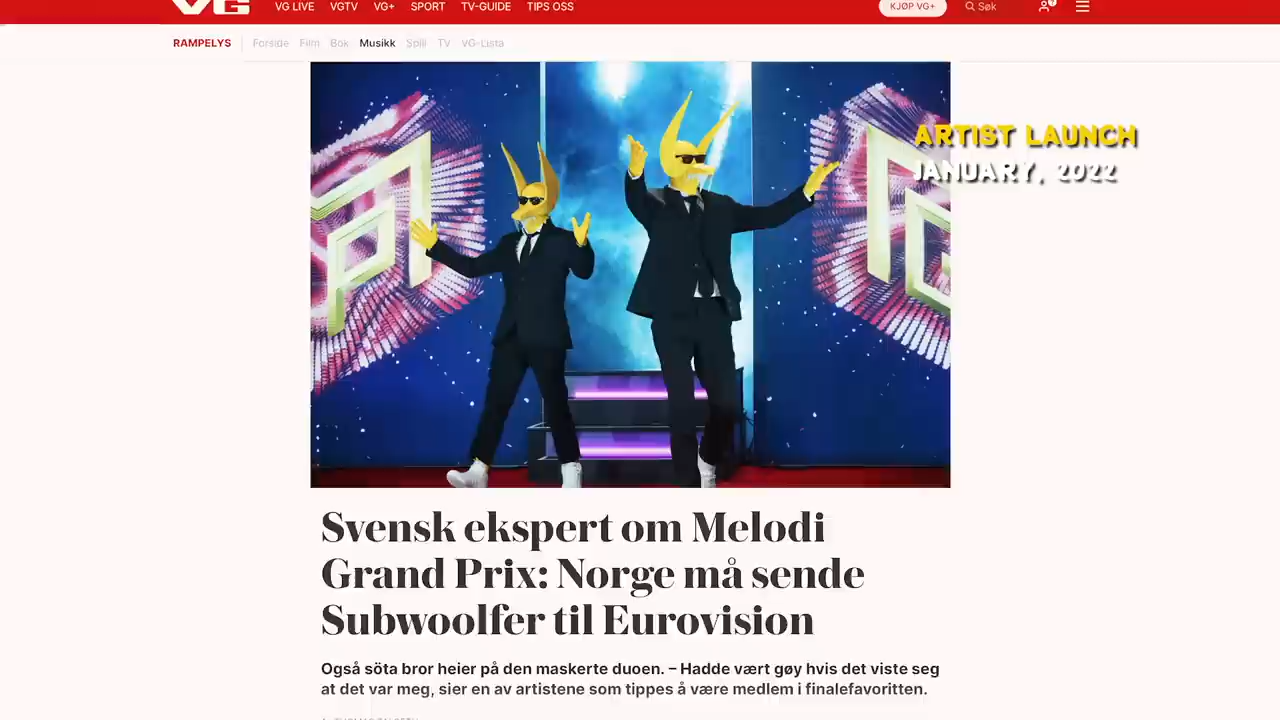 VG
VG LIVE VGTV VG+ SPORT TV-GUIDE TIPS OSS KJØP VG+ Søk
RAMPELYS Forside Film Bok Musikk Spill TV VG-Lista
ARTIST LAUNCH
JANUARY, 2022
Svensk ekspert om Melodi
Grand Prix: Norge må sende
Subwoolfer til Eurovision
Også söta bror heier på den maskerte duoen. – Hadde vært gøy hvis det viste seg
at det var meg, sier en av artistene som tippes å være medlem i finalefavoritten.